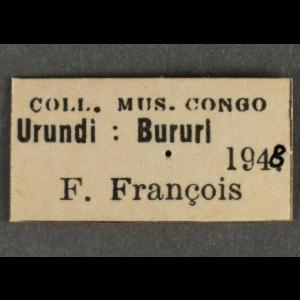 COLL. MUS. CONGO
Urundi : Bururi
1948
F. François